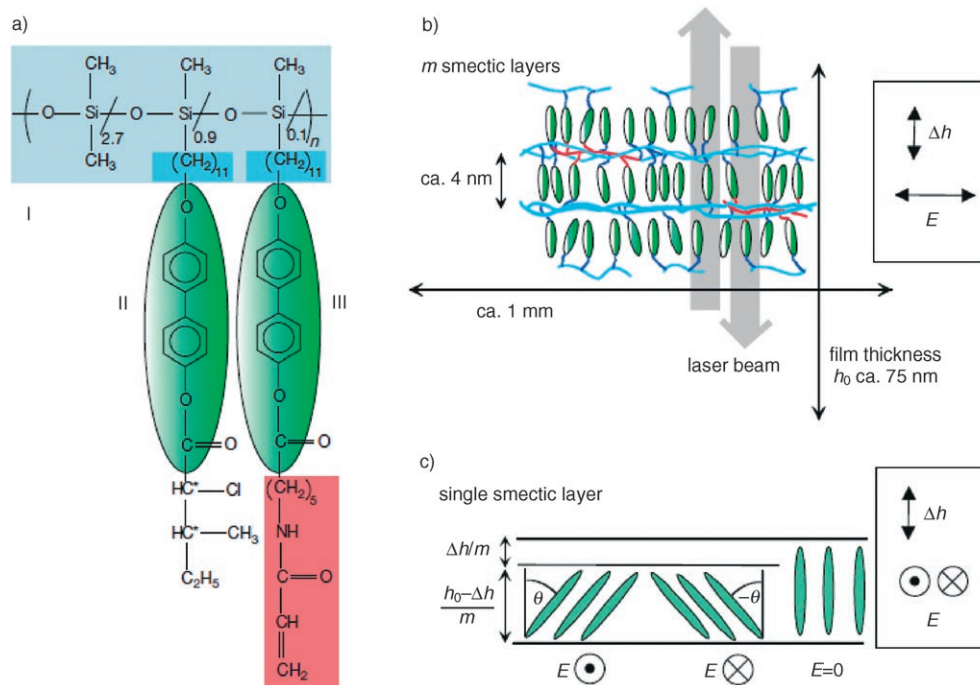 a)
CH₃ CH₃ CH₃
( O Si O Si O Si )n
2.7 0.9 0.1
CH₃ (CH₂)11 (CH₂)11
I
O O
II III
O O
C O C O
HC* Cl (CH₂)5
HC* CH₃ NH
C₂H₅ C O
CH
CH₂
b)
m smectic layers
ca. 4 nm
ca. 1 mm
laser beam
film thickness
h₀ ca. 75 nm
Δh
E
c)
single smectic layer
Δh/m
h₀–Δh
m
θ –θ
E E E=0
Δh
E